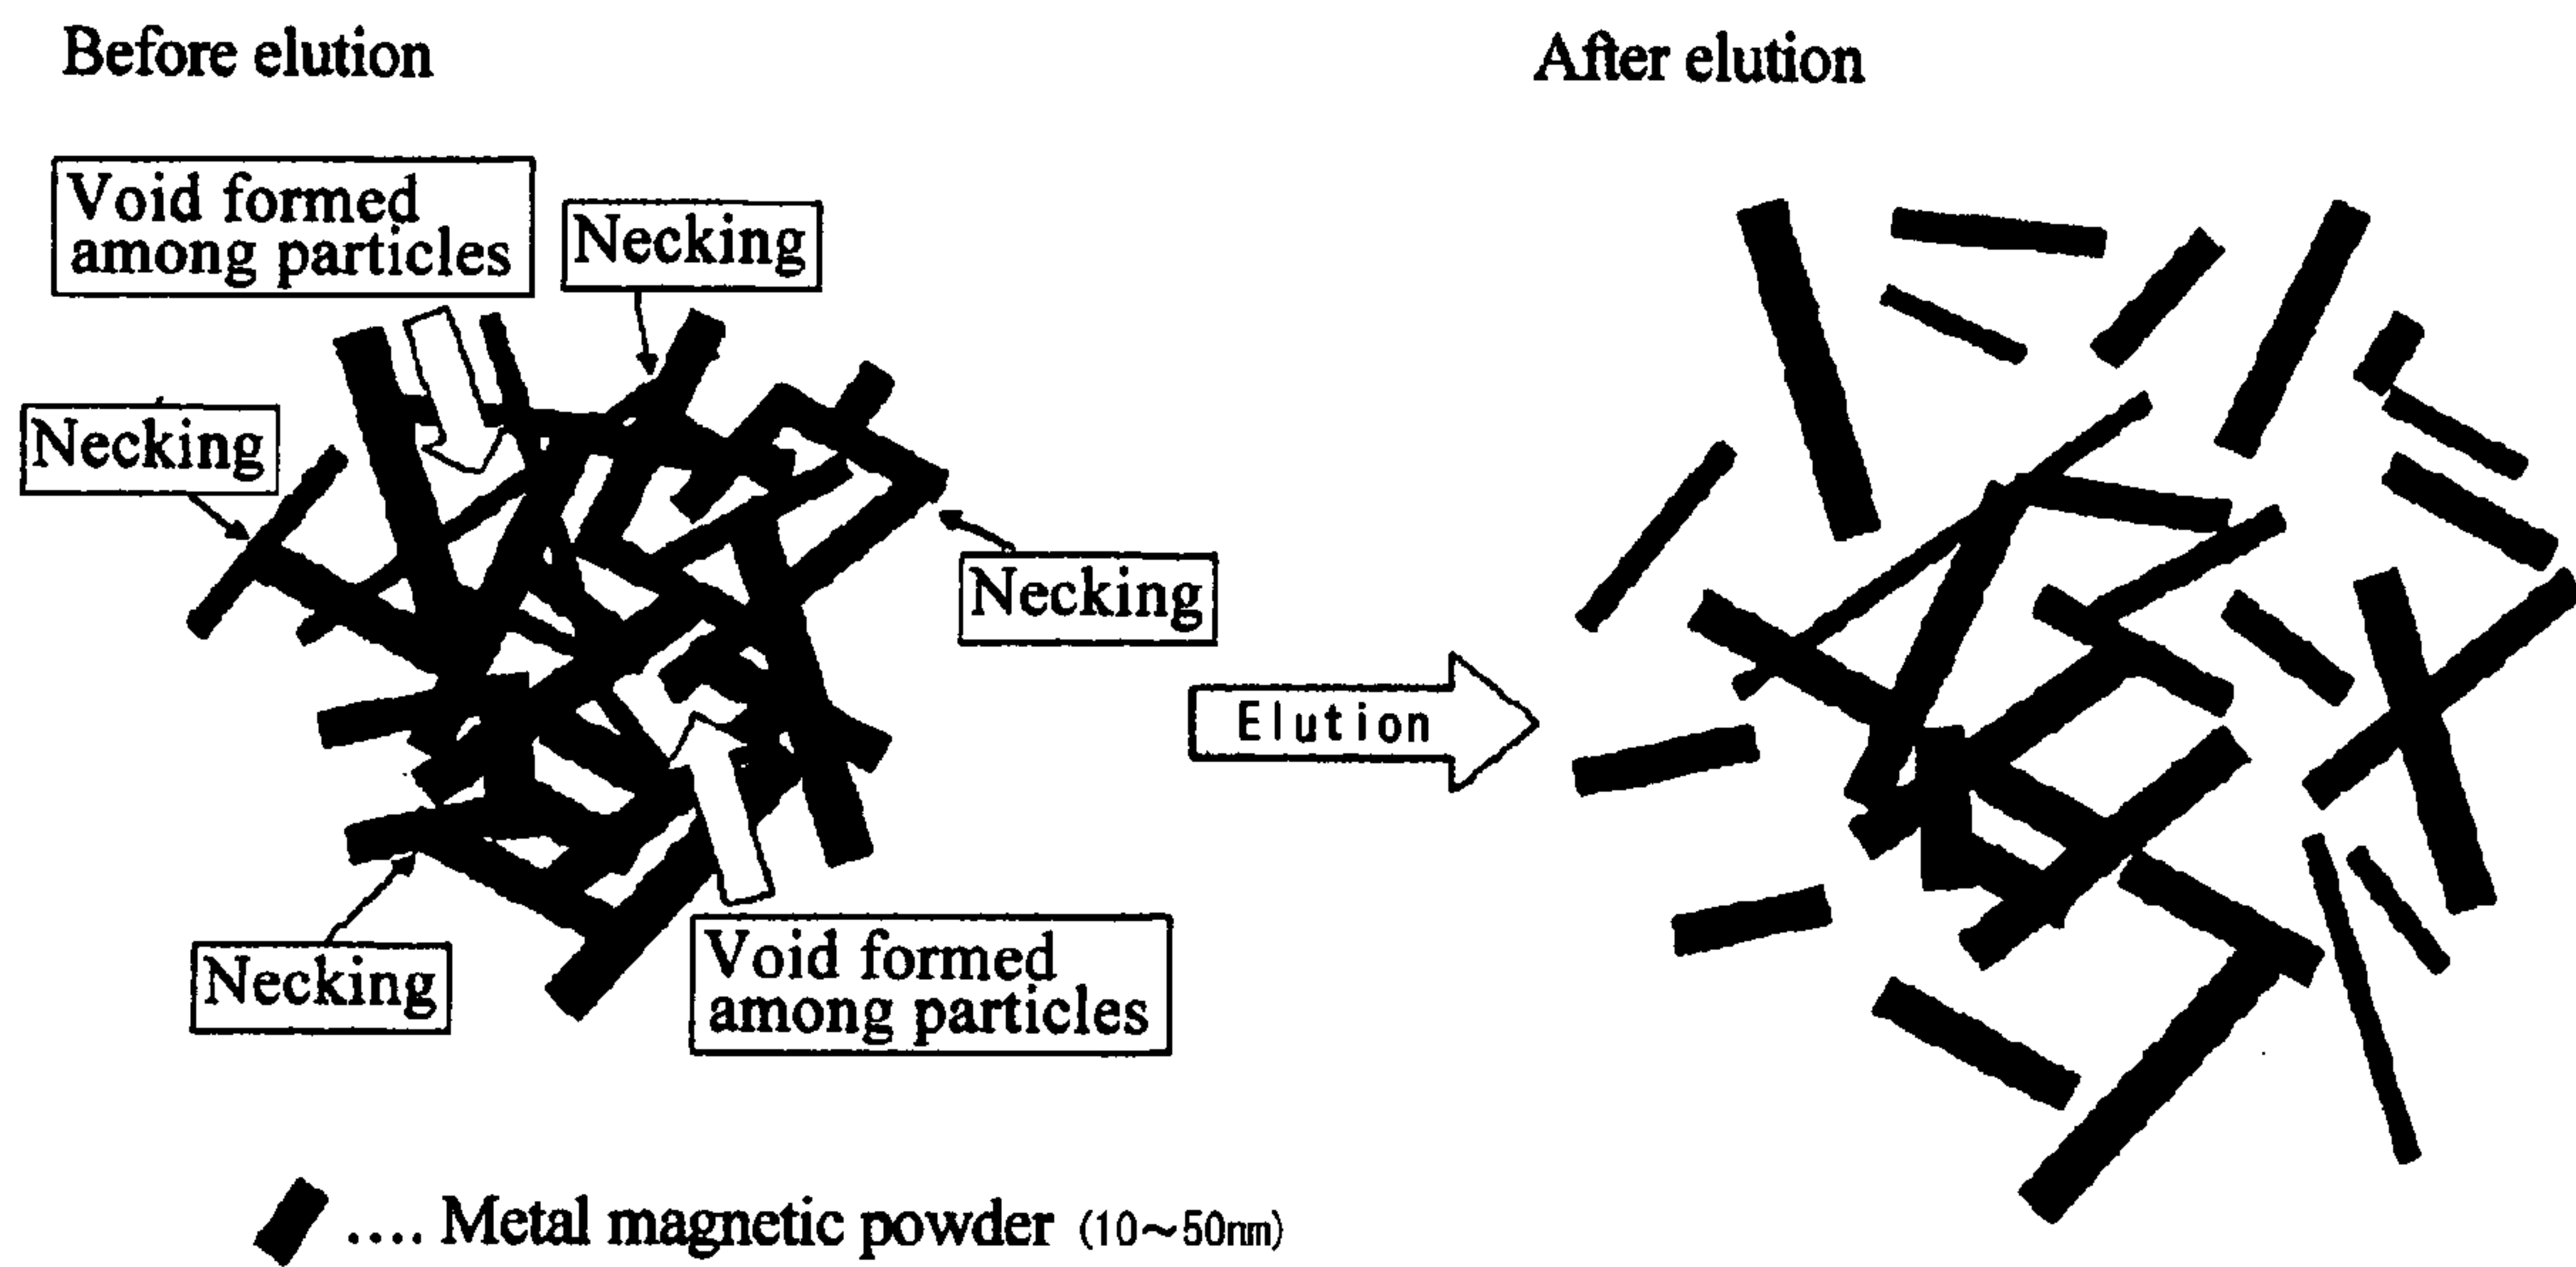 Before elution
After elution
Void formed
among particles
Necking
Necking
Necking
Elution
Necking
Void formed
among particles
.... Metal magnetic powder (10~50nm)